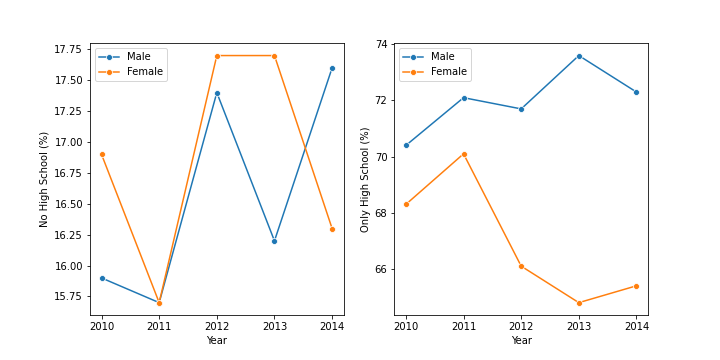 Male
Female
17.75
17.50
17.25
17.00
16.75
16.50
16.25
16.00
15.75
No High School (%)
2010 2011 2012 2013 2014
Year
Male
Female
74
72
70
68
66
Only High School (%)
2010 2011 2012 2013 2014
Year